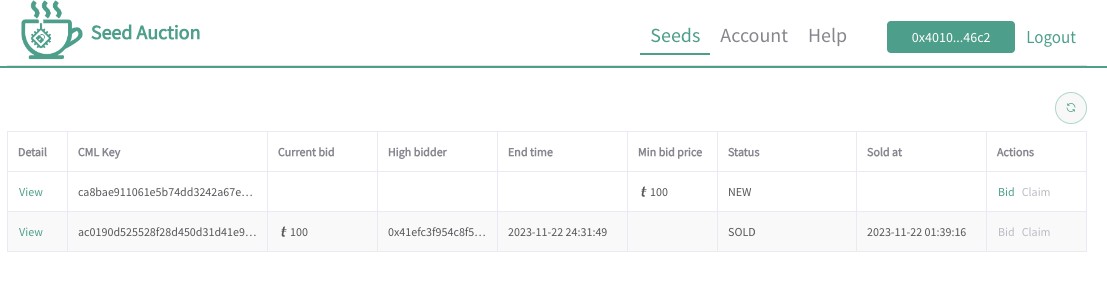 Seed Auction
Seeds Account Help 0x4010...46c2 Logout
Detail CML Key Current bid High bidder End time Min bid price Status Sold at Actions
View ca8bae911061e5b74dd3242a67e... t 100 NEW Bid Claim
View ac0190d525528f28d450d31d41e9... t 100 0x41efc3f954c8f5... 2023-11-22 24:31:49 SOLD 2023-11-22 01:39:16 Bid Claim